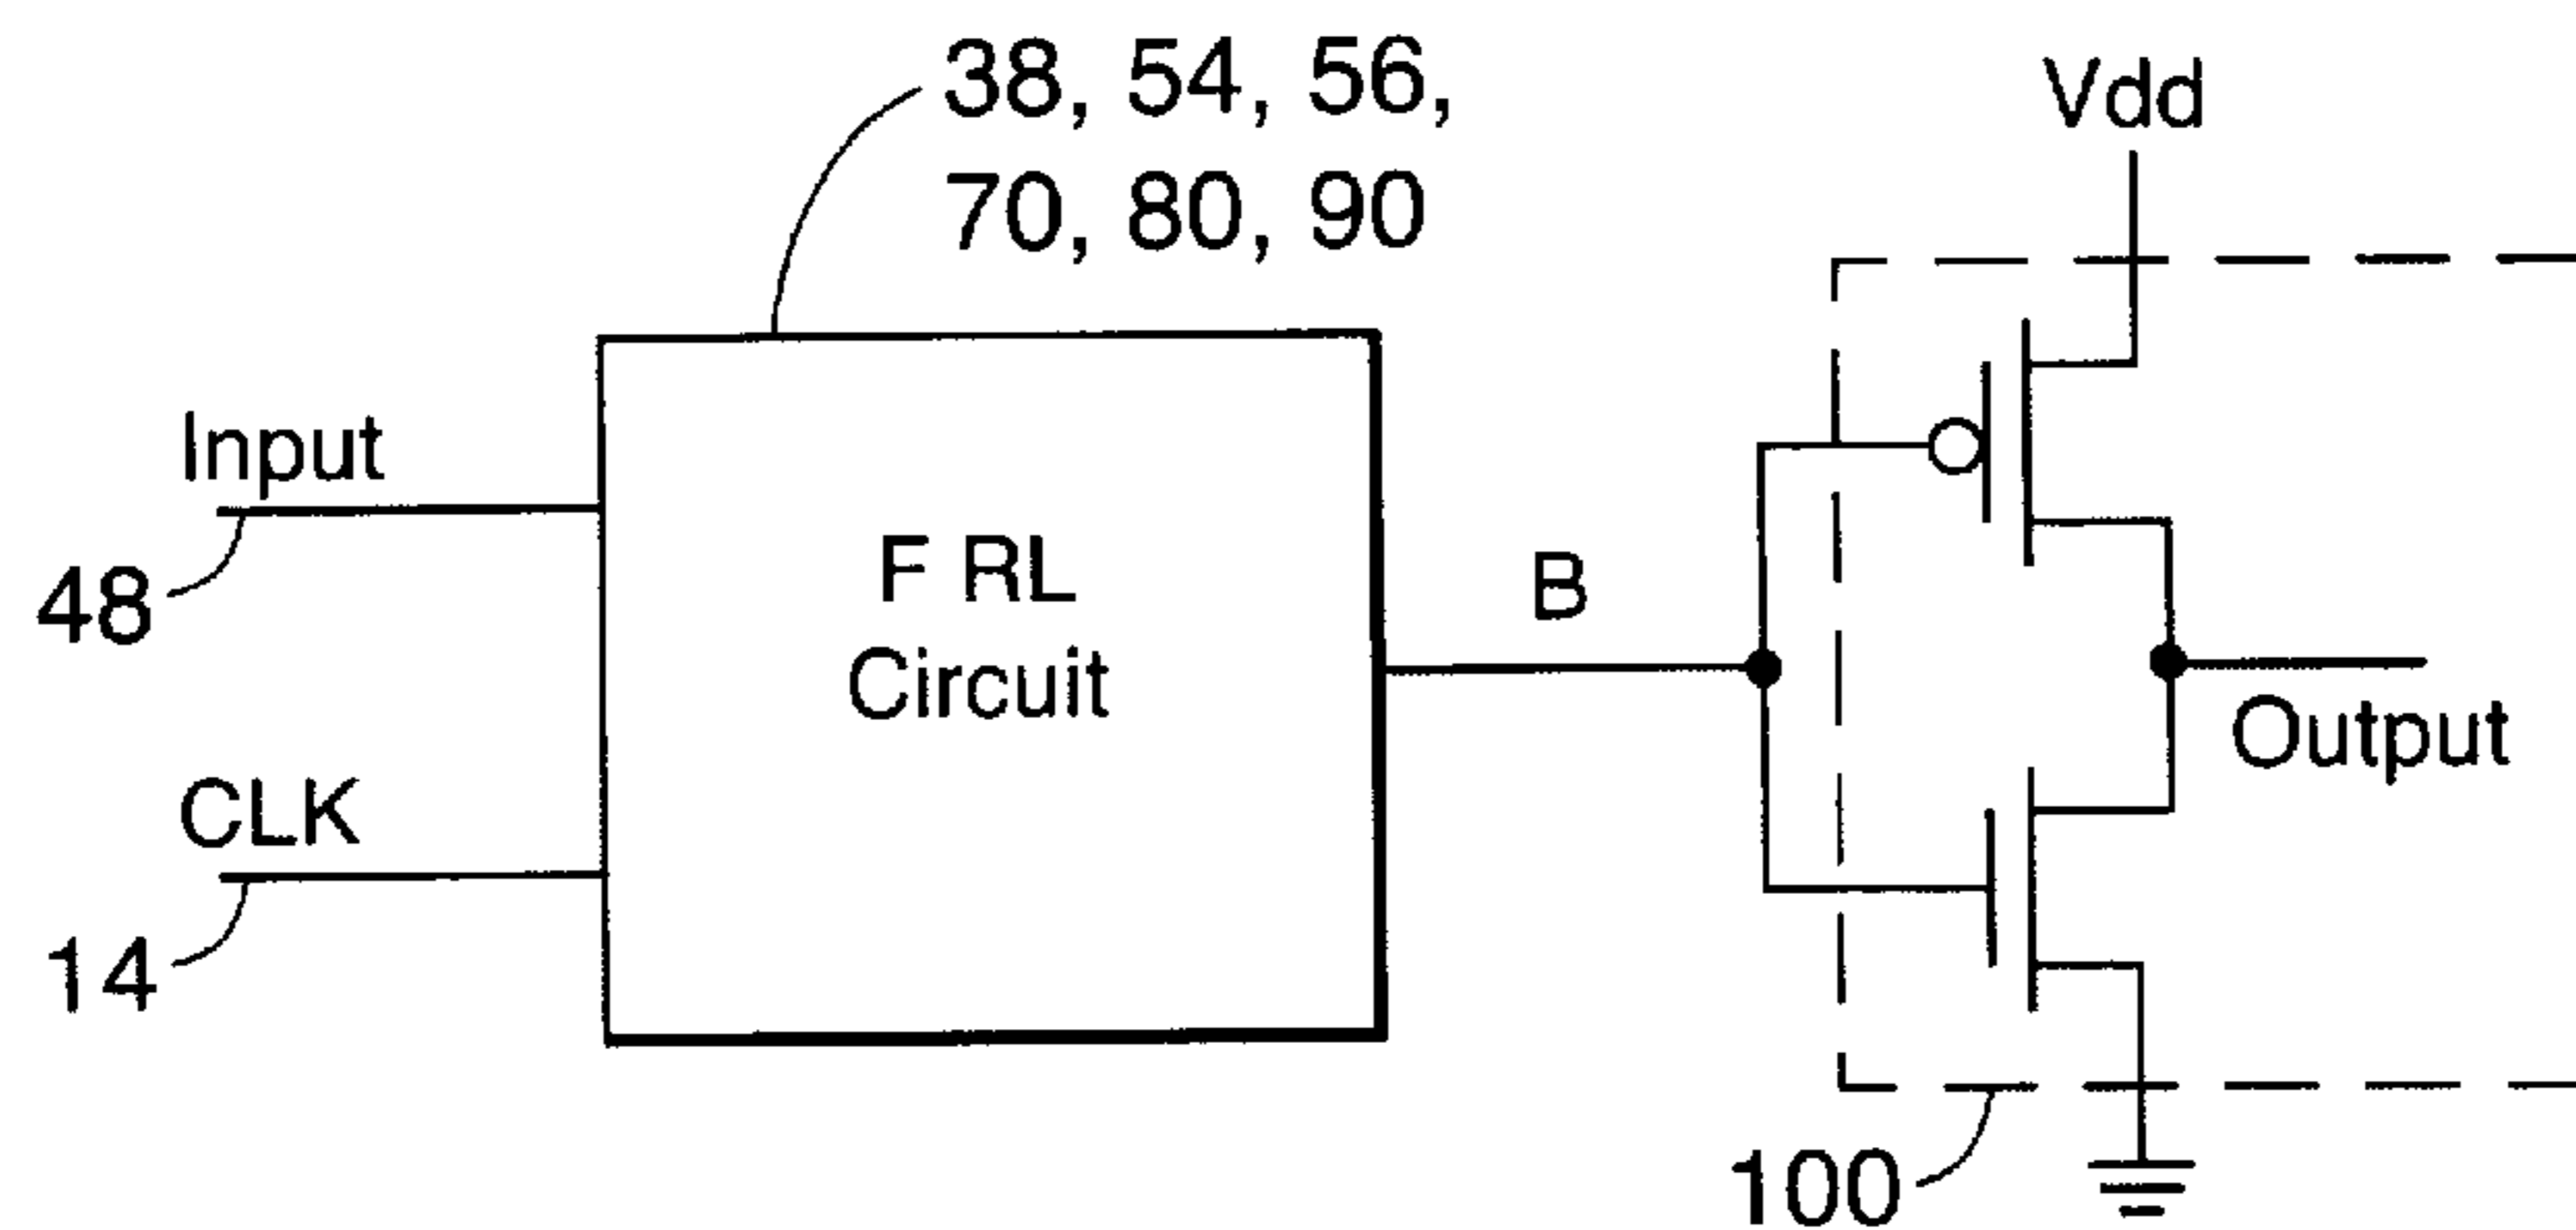 38, 54, 56,
70, 80, 90
Vdd
Input
48
F RL
Circuit
B
Output
CLK
14
100